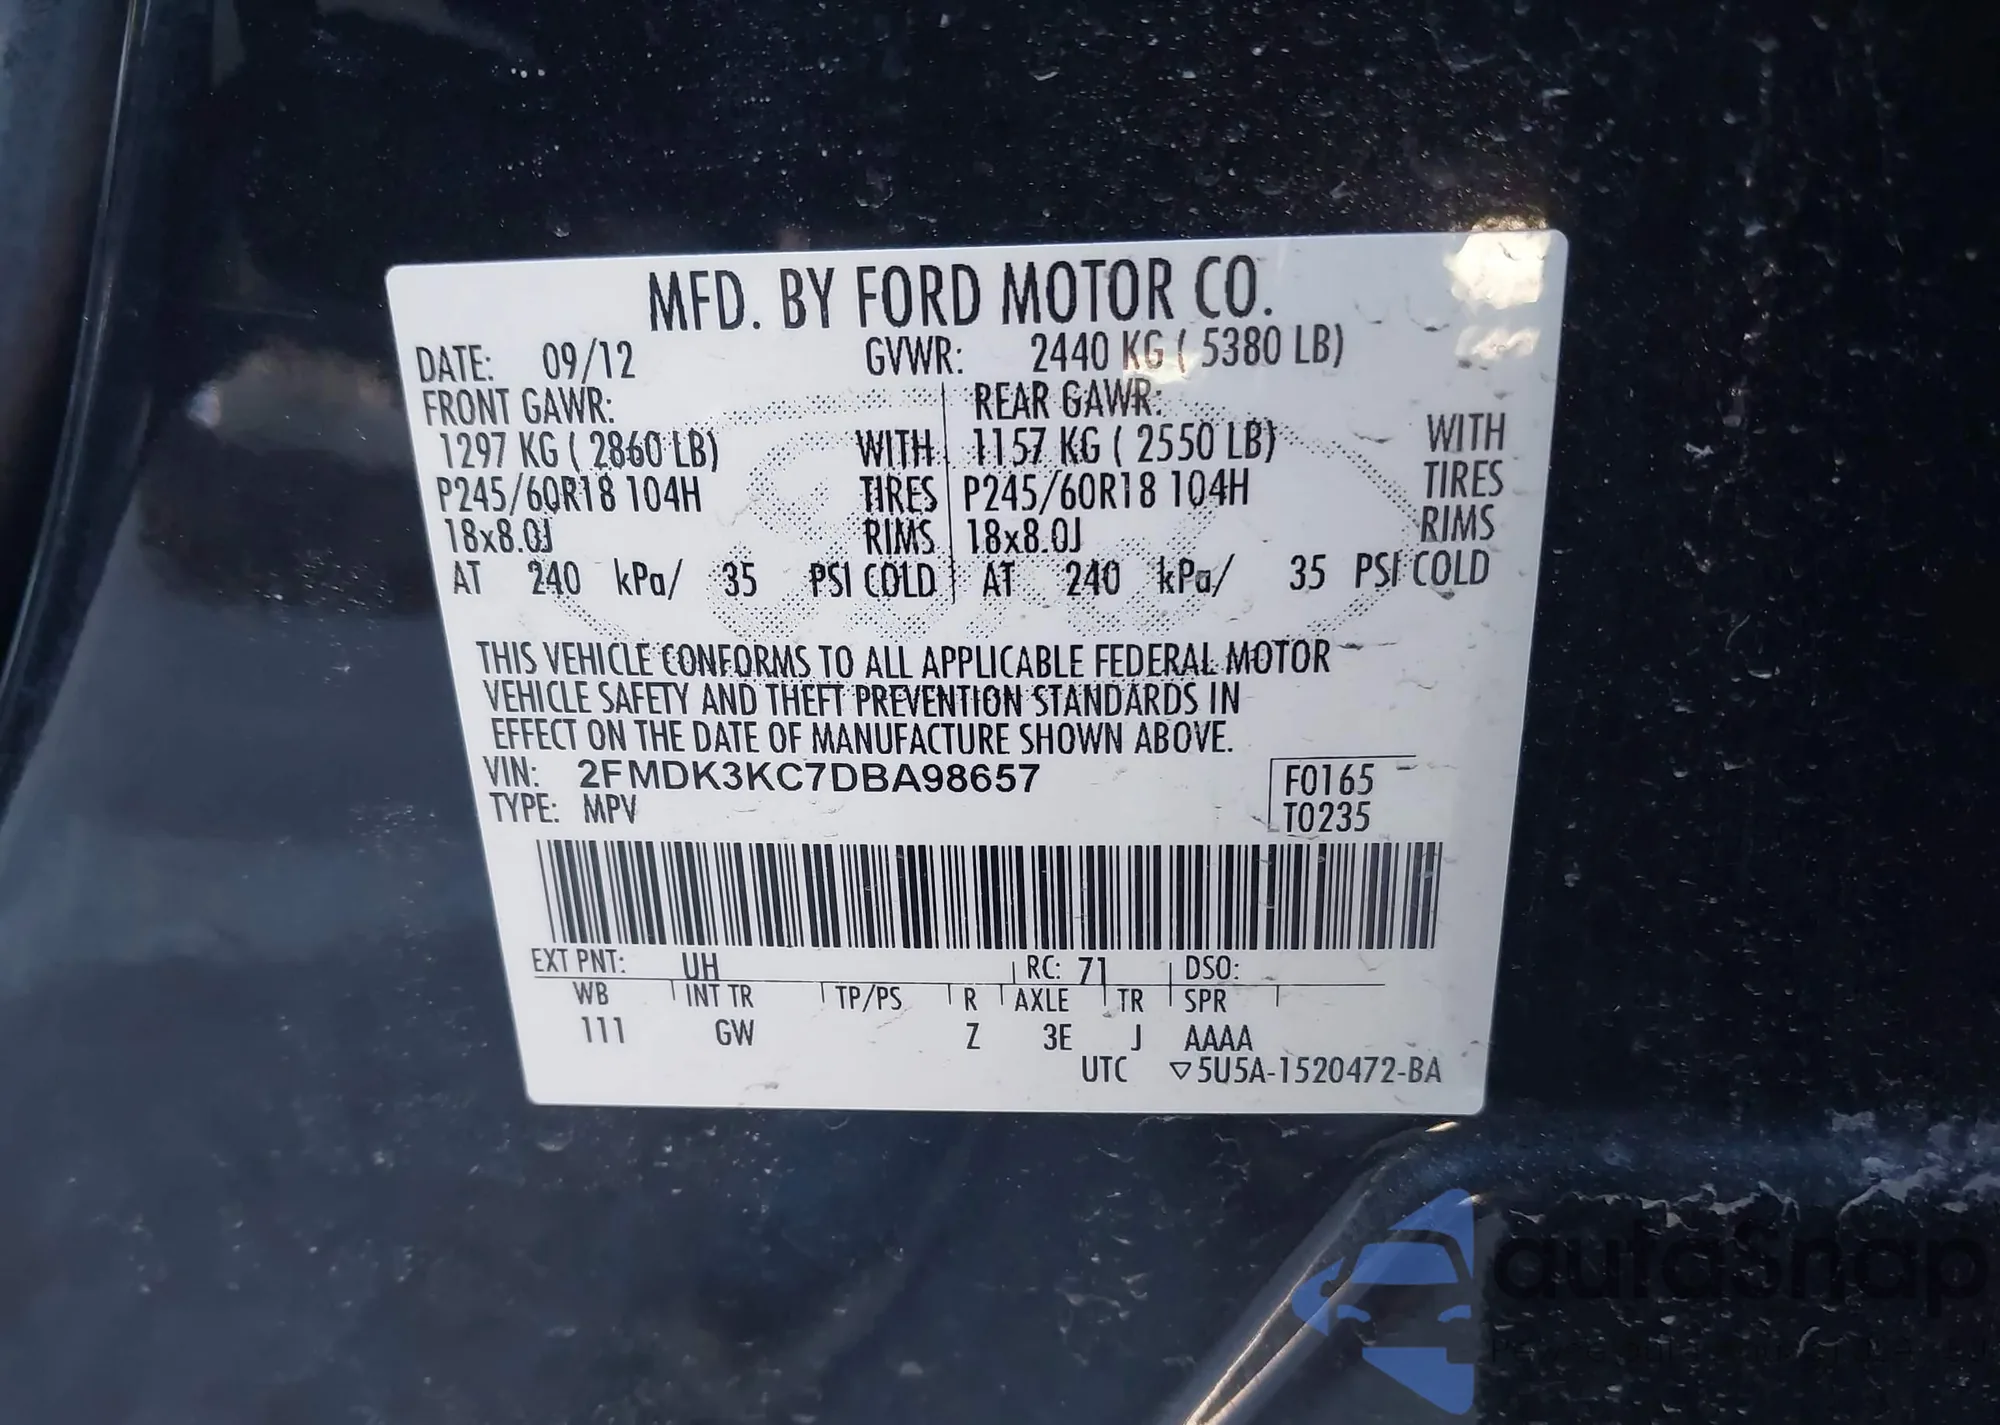 MFD. BY FORD MOTOR CO.
DATE: 09/12 GVWR: 2440 KG ( 5380 LB)
FRONT GAWR: REAR GAWR:
1297 KG ( 2860 LB) WITH 1157 KG ( 2550 LB) WITH
P245/60R18 104H TIRES P245/60R18 104H TIRES
18x8.0J RIMS 18x8.0J RIMS
AT 240 kPa/ 35 PSI COLD AT 240 kPa/ 35 PSI COLD
THIS VEHICLE CONFORMS TO ALL APPLICABLE FEDERAL MOTOR
VEHICLE SAFETY AND THEFT PREVENTION STANDARDS IN
EFFECT ON THE DATE OF MANUFACTURE SHOWN ABOVE.
VIN: 2FMDK3KC7DBA98657 F0165
TYPE: MPV T0235
EXT PNT: UH RC: 71 DSO:
WB INT TR TP/PS R AXLE TR SPR
111 GW Z 3E J AAAA
UTC ▽5U5A-1520472-BA
autaSnap